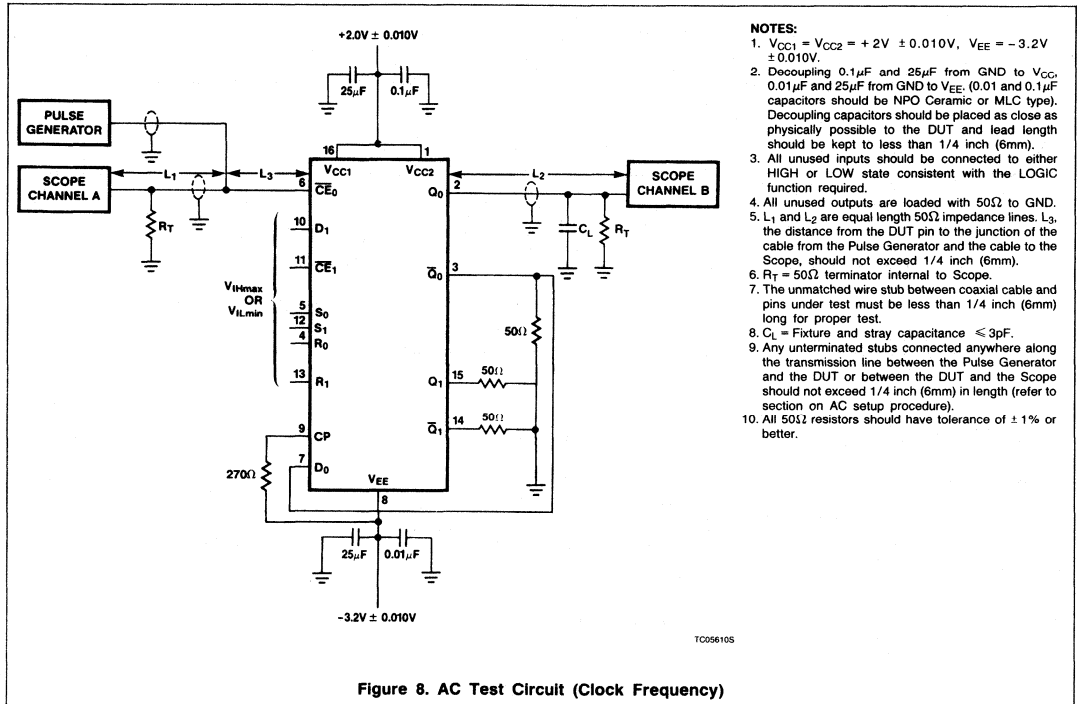 +2.0V ± 0.010V
25μF
0.1μF
PULSE
GENERATOR
SCOPE
CHANNEL A
L1
L3
RT
16
1
VCC1
VCC2
6
CE0
10
D1
11
CE1
VIHmax
OR
VILmin
5
S0
12
S1
4
R0
13
R1
9
CP
7
D0
270Ω
VEE
8
Q0
2
L2
SCOPE
CHANNEL B
CL
RT
Q̅0
3
50Ω
Q1
15
50Ω
Q̅1
14
50Ω
25μF
0.01μF
−3.2V ± 0.010V
TC05610S
NOTES:
1. VCC1 = VCC2 = +2V ±0.010V, VEE = −3.2V
±0.010V.
2. Decoupling 0.1μF and 25μF from GND to VCC,
0.01μF and 25μF from GND to VEE. (0.01 and 0.1μF
capacitors should be NPO Ceramic or MLC type).
Decoupling capacitors should be placed as close as
physically possible to the DUT and lead length
should be kept to less than 1/4 inch (6mm).
3. All unused inputs should be connected to either
HIGH or LOW state consistent with the LOGIC
function required.
4. All unused outputs are loaded with 50Ω to GND.
5. L1 and L2 are equal length 50Ω impedance lines. L3,
the distance from the DUT pin to the junction of the
cable from the Pulse Generator and the cable to the
Scope, should not exceed 1/4 inch (6mm).
6. RT = 50Ω terminator internal to Scope.
7. The unmatched wire stub between coaxial cable and
pins under test must be less than 1/4 inch (6mm)
long for proper test.
8. CL = Fixture and stray capacitance ≤ 3pF.
9. Any unterminated stubs connected anywhere along
the transmission line between the Pulse Generator
and the DUT or between the DUT and the Scope
should not exceed 1/4 inch (6mm) in length (refer to
section on AC setup procedure).
10. All 50Ω resistors should have tolerance of ±1% or
better.
Figure 8. AC Test Circuit (Clock Frequency)